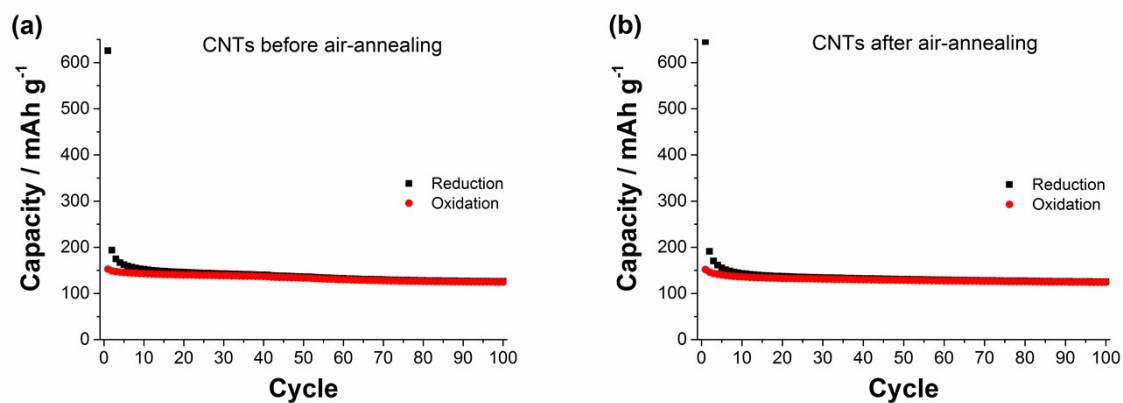 (a)
CNTs before air-annealing
Capacity / mAh g⁻¹
600
500
400
300
200
100
0
Reduction
Oxidation
0 10 20 30 40 50 60 70 80 90 100
Cycle
(b)
CNTs after air-annealing
Capacity / mAh g⁻¹
600
500
400
300
200
100
0
Reduction
Oxidation
0 10 20 30 40 50 60 70 80 90 100
Cycle